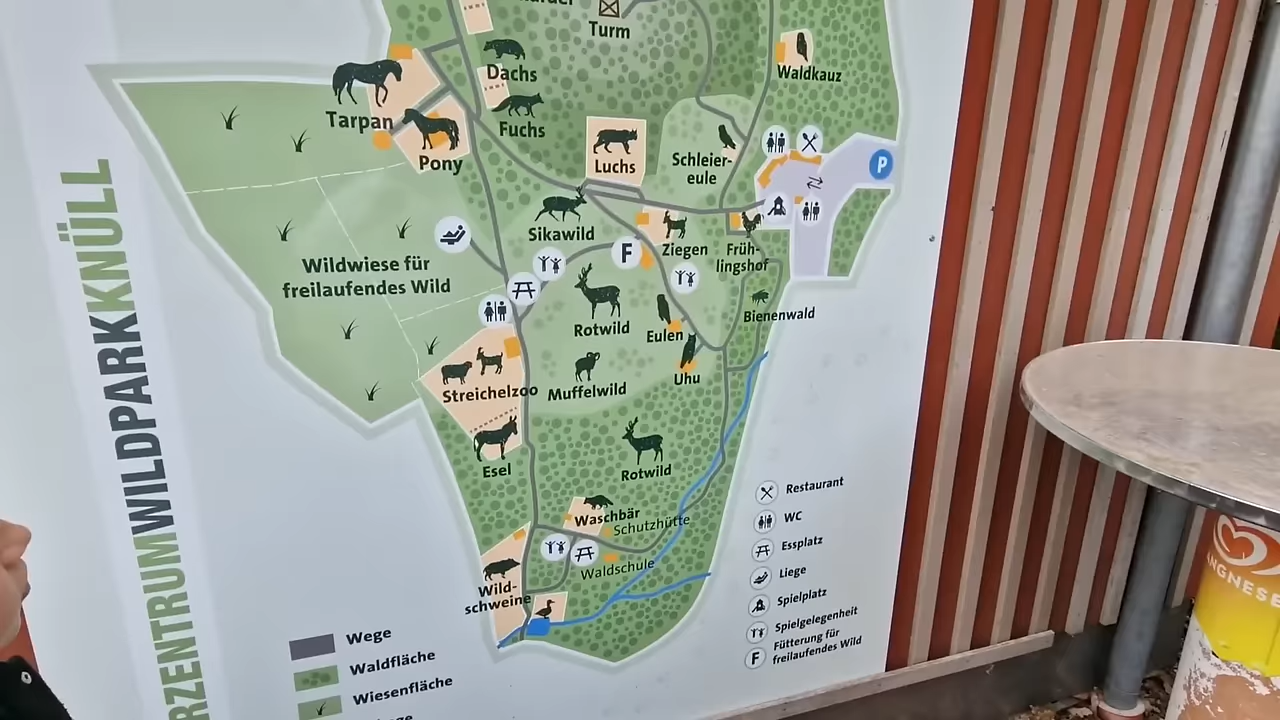 Turm
Dachs
Waldkauz
Tarpan
Fuchs
Pony
Luchs
Schleier-
eule
P
Sikawild
Ziegen
Früh-
lingshof
F
Wildwiese für
freilaufendes Wild
Rotwild
Eulen
Bienenwald
Streichelzoo
Muffelwild
Uhu
Esel
Rotwild
Waschbär
Schutzhütte
Waldschule
Wild-
schweine
Restaurant
WC
Essplatz
Liege
Spielplatz
Spielgelegenheit
F
Fütterung für
freilaufendes Wild
Wege
Waldfläche
Wiesenfläche
RZENTRUMWILDPARKKNÜLL
ANGNESE